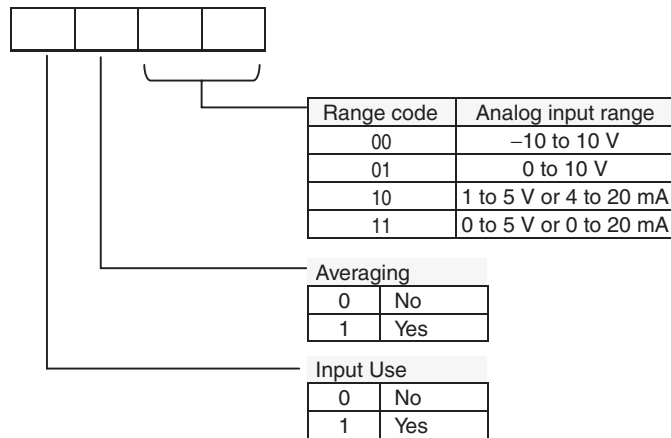 Range code Analog input range
00 −10 to 10 V
01 0 to 10 V
10 1 to 5 V or 4 to 20 mA
11 0 to 5 V or 0 to 20 mA
Averaging
0 No
1 Yes
Input Use
0 No
1 Yes